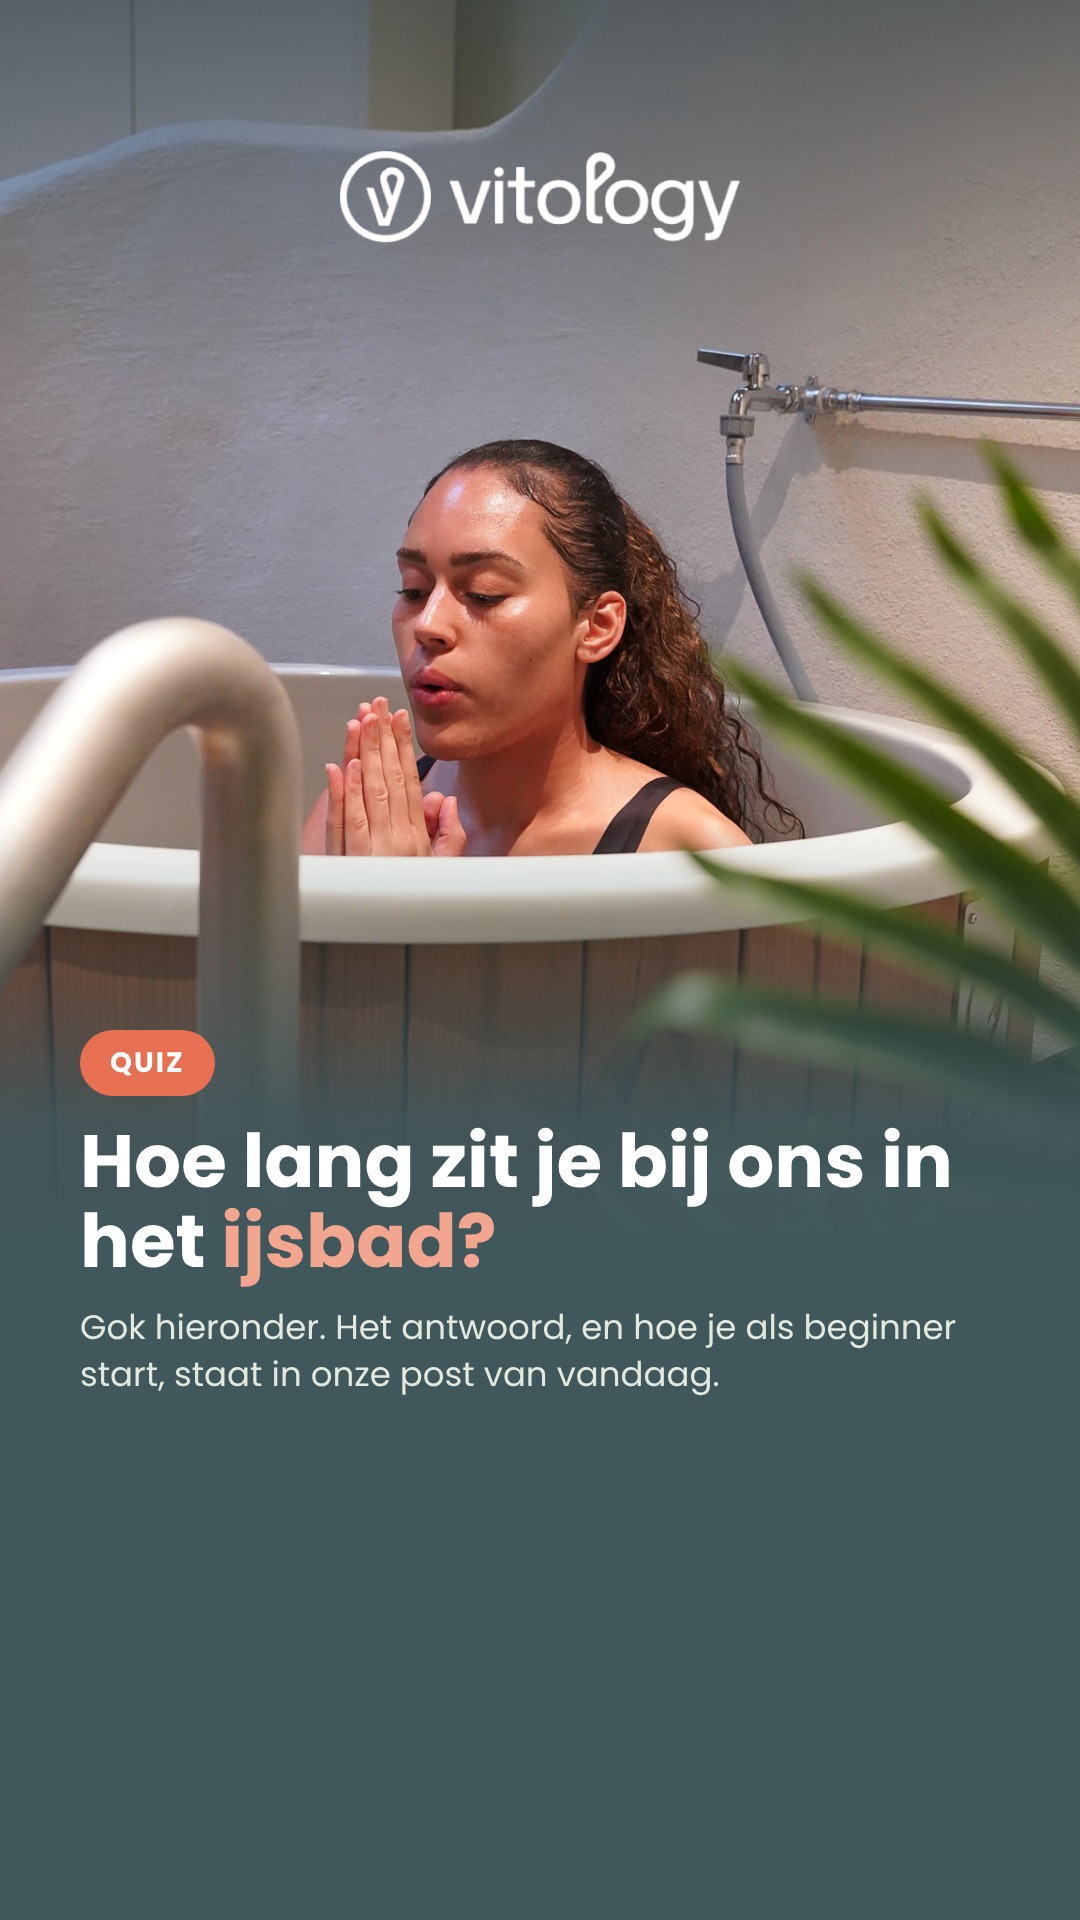 vitology
QUIZ
Hoe lang zit je bij ons in
het ijsbad?
Gok hieronder. Het antwoord, en hoe je als beginner
start, staat in onze post van vandaag.